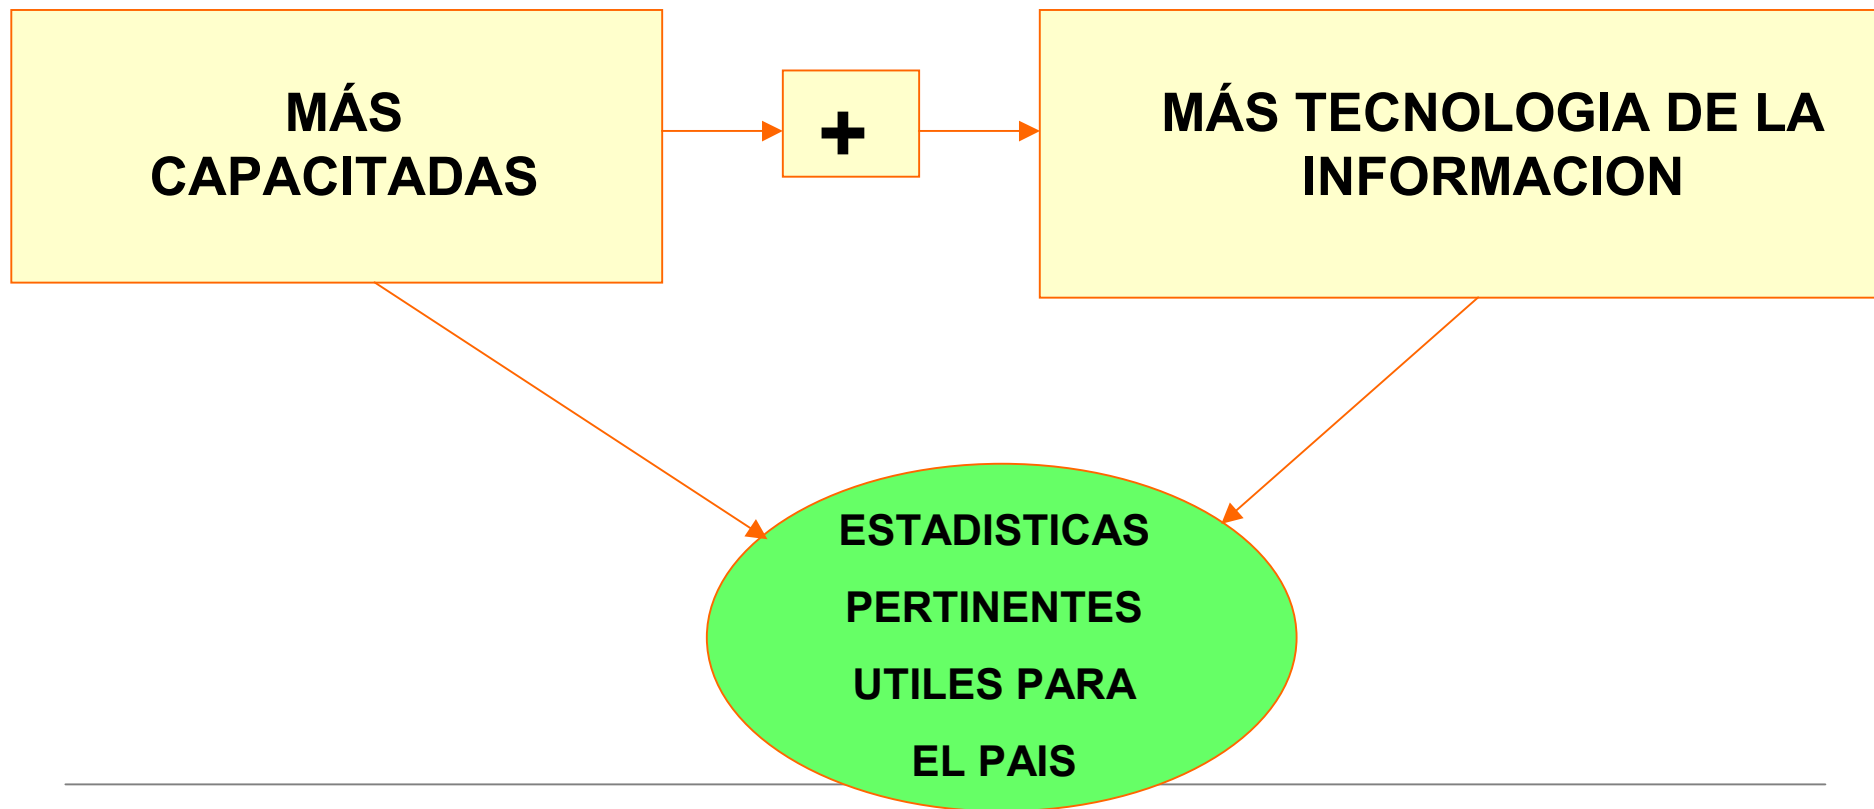 MÁS
CAPACITADAS
+
MÁS TECNOLOGIA DE LA
INFORMACION
ESTADISTICAS
PERTINENTES
UTILES PARA
EL PAIS